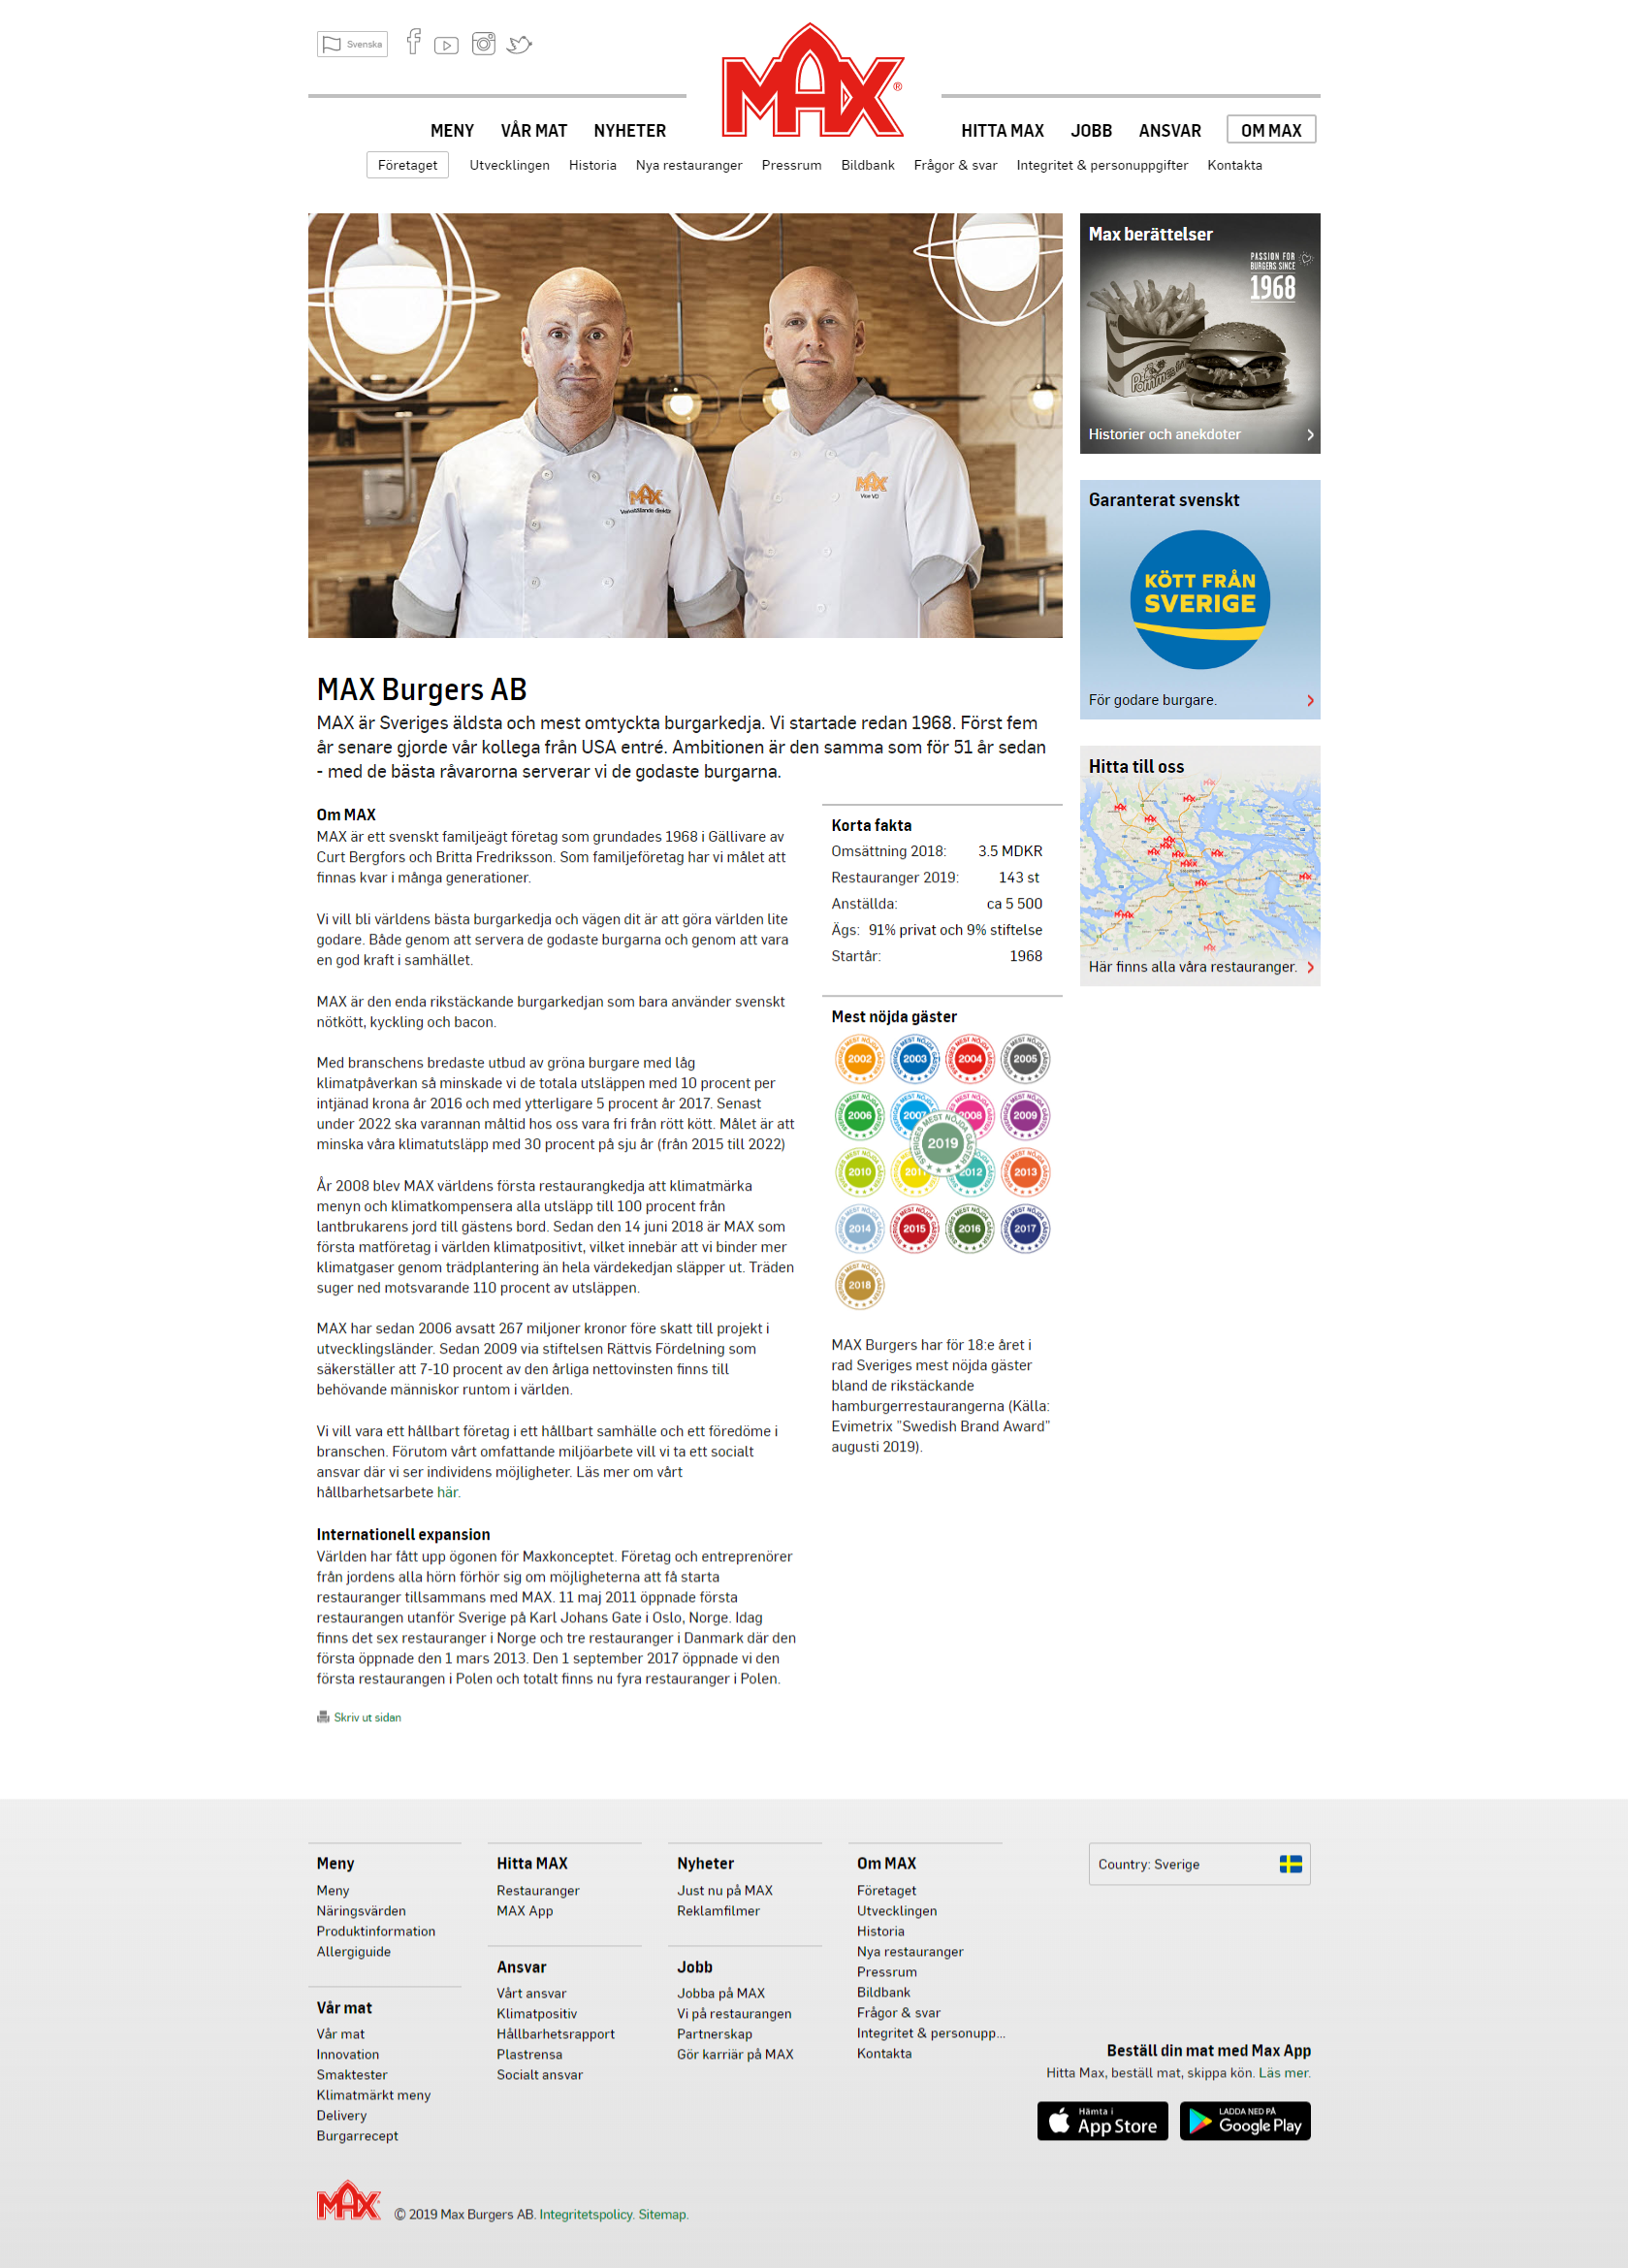 Svenska
MAX
®
MENY
VÅR MAT
NYHETER
HITTA MAX
JOBB
ANSVAR
OM MAX
Företaget
Utvecklingen
Historia
Nya restauranger
Pressrum
Bildbank
Frågor & svar
Integritet & personuppgifter
Kontakta
MAX
Verkställande direktör
MAX
Vice VD
Max berättelser
PASSION FOR
BURGERS SINCE
1968
Pommes
Historier och anekdoter
Garanterat svenskt
KÖTT FRÅN
SVERIGE
För godare burgare.
Hitta till oss
Här finns alla våra restauranger.
MAX Burgers AB
MAX är Sveriges äldsta och mest omtyckta burgarkedja. Vi startade redan 1968. Först fem
år senare gjorde vår kollega från USA entré. Ambitionen är den samma som för 51 år sedan
- med de bästa råvarorna serverar vi de godaste burgarna.
Om MAX
MAX är ett svenskt familjeägt företag som grundades 1968 i Gällivare av
Curt Bergfors och Britta Fredriksson. Som familjeföretag har vi målet att
finnas kvar i många generationer.
Vi vill bli världens bästa burgarkedja och vägen dit är att göra världen lite
godare. Både genom att servera de godaste burgarna och genom att vara
en god kraft i samhället.
MAX är den enda rikstäckande burgarkedjan som bara använder svenskt
nötkött, kyckling och bacon.
Med branschens bredaste utbud av gröna burgare med låg
klimatpåverkan så minskade vi de totala utsläppen med 10 procent per
intjänad krona år 2016 och med ytterligare 5 procent år 2017. Senast
under 2022 ska varannan måltid hos oss vara fri från rött kött. Målet är att
minska våra klimatutsläpp med 30 procent på sju år (från 2015 till 2022)
År 2008 blev MAX världens första restaurangkedja att klimatmärka
menyn och klimatkompensera alla utsläpp till 100 procent från
lantbrukarens jord till gästens bord. Sedan den 14 juni 2018 är MAX som
första matföretag i världen klimatpositivt, vilket innebär att vi binder mer
klimatgaser genom trädplantering än hela värdekedjan släpper ut. Träden
suger ned motsvarande 110 procent av utsläppen.
MAX har sedan 2006 avsatt 267 miljoner kronor före skatt till projekt i
utvecklingsländer. Sedan 2009 via stiftelsen Rättvis Fördelning som
säkerställer att 7-10 procent av den årliga nettovinsten finns till
behövande människor runtom i världen.
Vi vill vara ett hållbart företag i ett hållbart samhälle och ett föredöme i
branschen. Förutom vårt omfattande miljöarbete vill vi ta ett socialt
ansvar där vi ser individens möjligheter. Läs mer om vårt
hållbarhetsarbete här.
Internationell expansion
Världen har fått upp ögonen för Maxkonceptet. Företag och entreprenörer
från jordens alla hörn förhör sig om möjligheterna att få starta
restauranger tillsammans med MAX. 11 maj 2011 öppnade första
restaurangen utanför Sverige på Karl Johans Gate i Oslo, Norge. Idag
finns det sex restauranger i Norge och tre restauranger i Danmark där den
första öppnade den 1 mars 2013. Den 1 september 2017 öppnade vi den
första restaurangen i Polen och totalt finns nu fyra restauranger i Polen.
Skriv ut sidan
Korta fakta
Omsättning 2018: 3.5 MDKR
Restauranger 2019: 143 st
Anställda: ca 5 500
Ägs: 91% privat och 9% stiftelse
Startår: 1968
Mest nöjda gäster
2002 2003 2004 2005
2006 2007 2008 2009
SVERIGES MEST NÖJDA GÄSTER
2019
2010 2011 2012 2013
2014 2015 2016 2017
2018
MAX Burgers har för 18:e året i
rad Sveriges mest nöjda gäster
bland de rikstäckande
hamburgerrestaurangerna (Källa:
Evimetrix "Swedish Brand Award"
augusti 2019).
Meny
Meny
Näringsvärden
Produktinformation
Allergiguide
Vår mat
Vår mat
Innovation
Smaktester
Klimatmärkt meny
Delivery
Burgarrecept
Hitta MAX
Restauranger
MAX App
Ansvar
Vårt ansvar
Klimatpositiv
Hållbarhetsrapport
Plastrensa
Socialt ansvar
Nyheter
Just nu på MAX
Reklamfilmer
Jobb
Jobba på MAX
Vi på restaurangen
Partnerskap
Gör karriär på MAX
Om MAX
Företaget
Utvecklingen
Historia
Nya restauranger
Pressrum
Bildbank
Frågor & svar
Integritet & personupp...
Kontakta
Country: Sverige
Beställ din mat med Max App
Hitta Max, beställ mat, skippa kön. Läs mer.
Hämta i
App Store
LADDA NED PÅ
Google Play
MAX
© 2019 Max Burgers AB. Integritetspolicy. Sitemap.